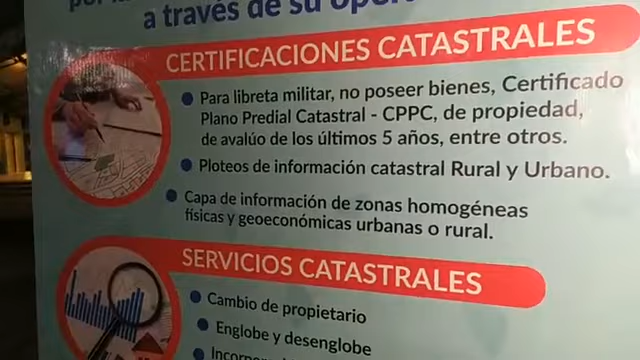 a través de su
CERTIFICACIONES CATASTRALES
Para libreta militar, no poseer bienes, Certificado
Plano Predial Catastral - CPPC, de propiedad,
de avalúo de los últimos 5 años, entre otros.
Ploteos de información catastral Rural y Urbano.
Capa de información de zonas homogéneas
físicas y geoeconómicas urbanas o rural.
SERVICIOS CATASTRALES
Cambio de propietario
Englobe y desenglobe